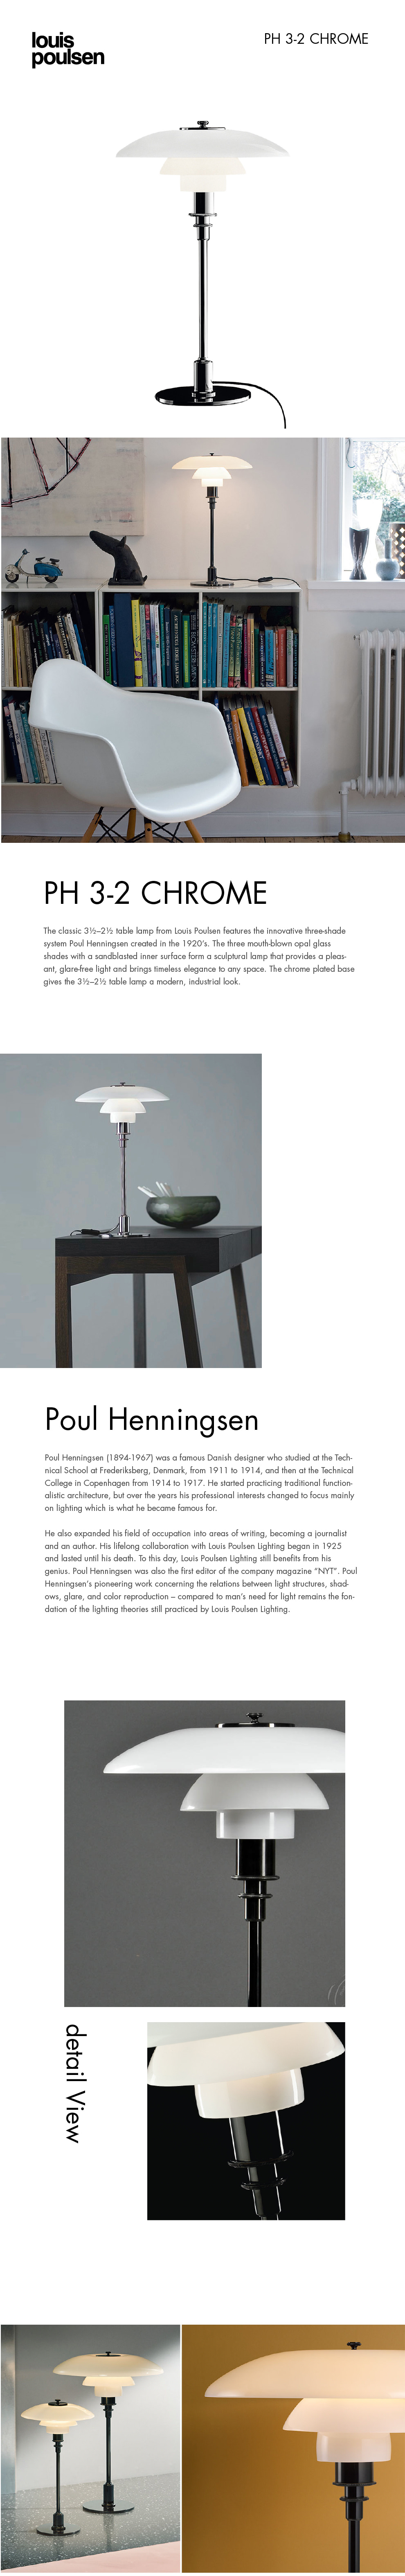 louis
poulsen
PH 3-2 CHROME
PH 3-2 CHROME
The classic 3½–2½ table lamp from Louis Poulsen features the innovative three-shade
system Poul Henningsen created in the 1920's. The three mouth-blown opal glass
shades with a sandblasted inner surface form a sculptural lamp that provides a pleas-
ant, glare-free light and brings timeless elegance to any space. The chrome plated base
gives the 3½–2½ table lamp a modern, industrial look.
Poul Henningsen
Poul Henningsen (1894-1967) was a famous Danish designer who studied at the Tech-
nical School at Frederiksberg, Denmark, from 1911 to 1914, and then at the Technical
College in Copenhagen from 1914 to 1917. He started practicing traditional function-
alistic architecture, but over the years his professional interests changed to focus mainly
on lighting which is what he became famous for.
He also expanded his field of occupation into areas of writing, becoming a journalist
and an author. His lifelong collaboration with Louis Poulsen Lighting began in 1925
and lasted until his death. To this day, Louis Poulsen Lighting still benefits from his
genius. Poul Henningsen was also the first editor of the company magazine "NYT". Poul
Henningsen's pioneering work concerning the relations between light structures, shad-
ows, glare, and color reproduction – compared to man's need for light remains the fon-
dation of the lighting theories still practiced by Louis Poulsen Lighting.
detail View